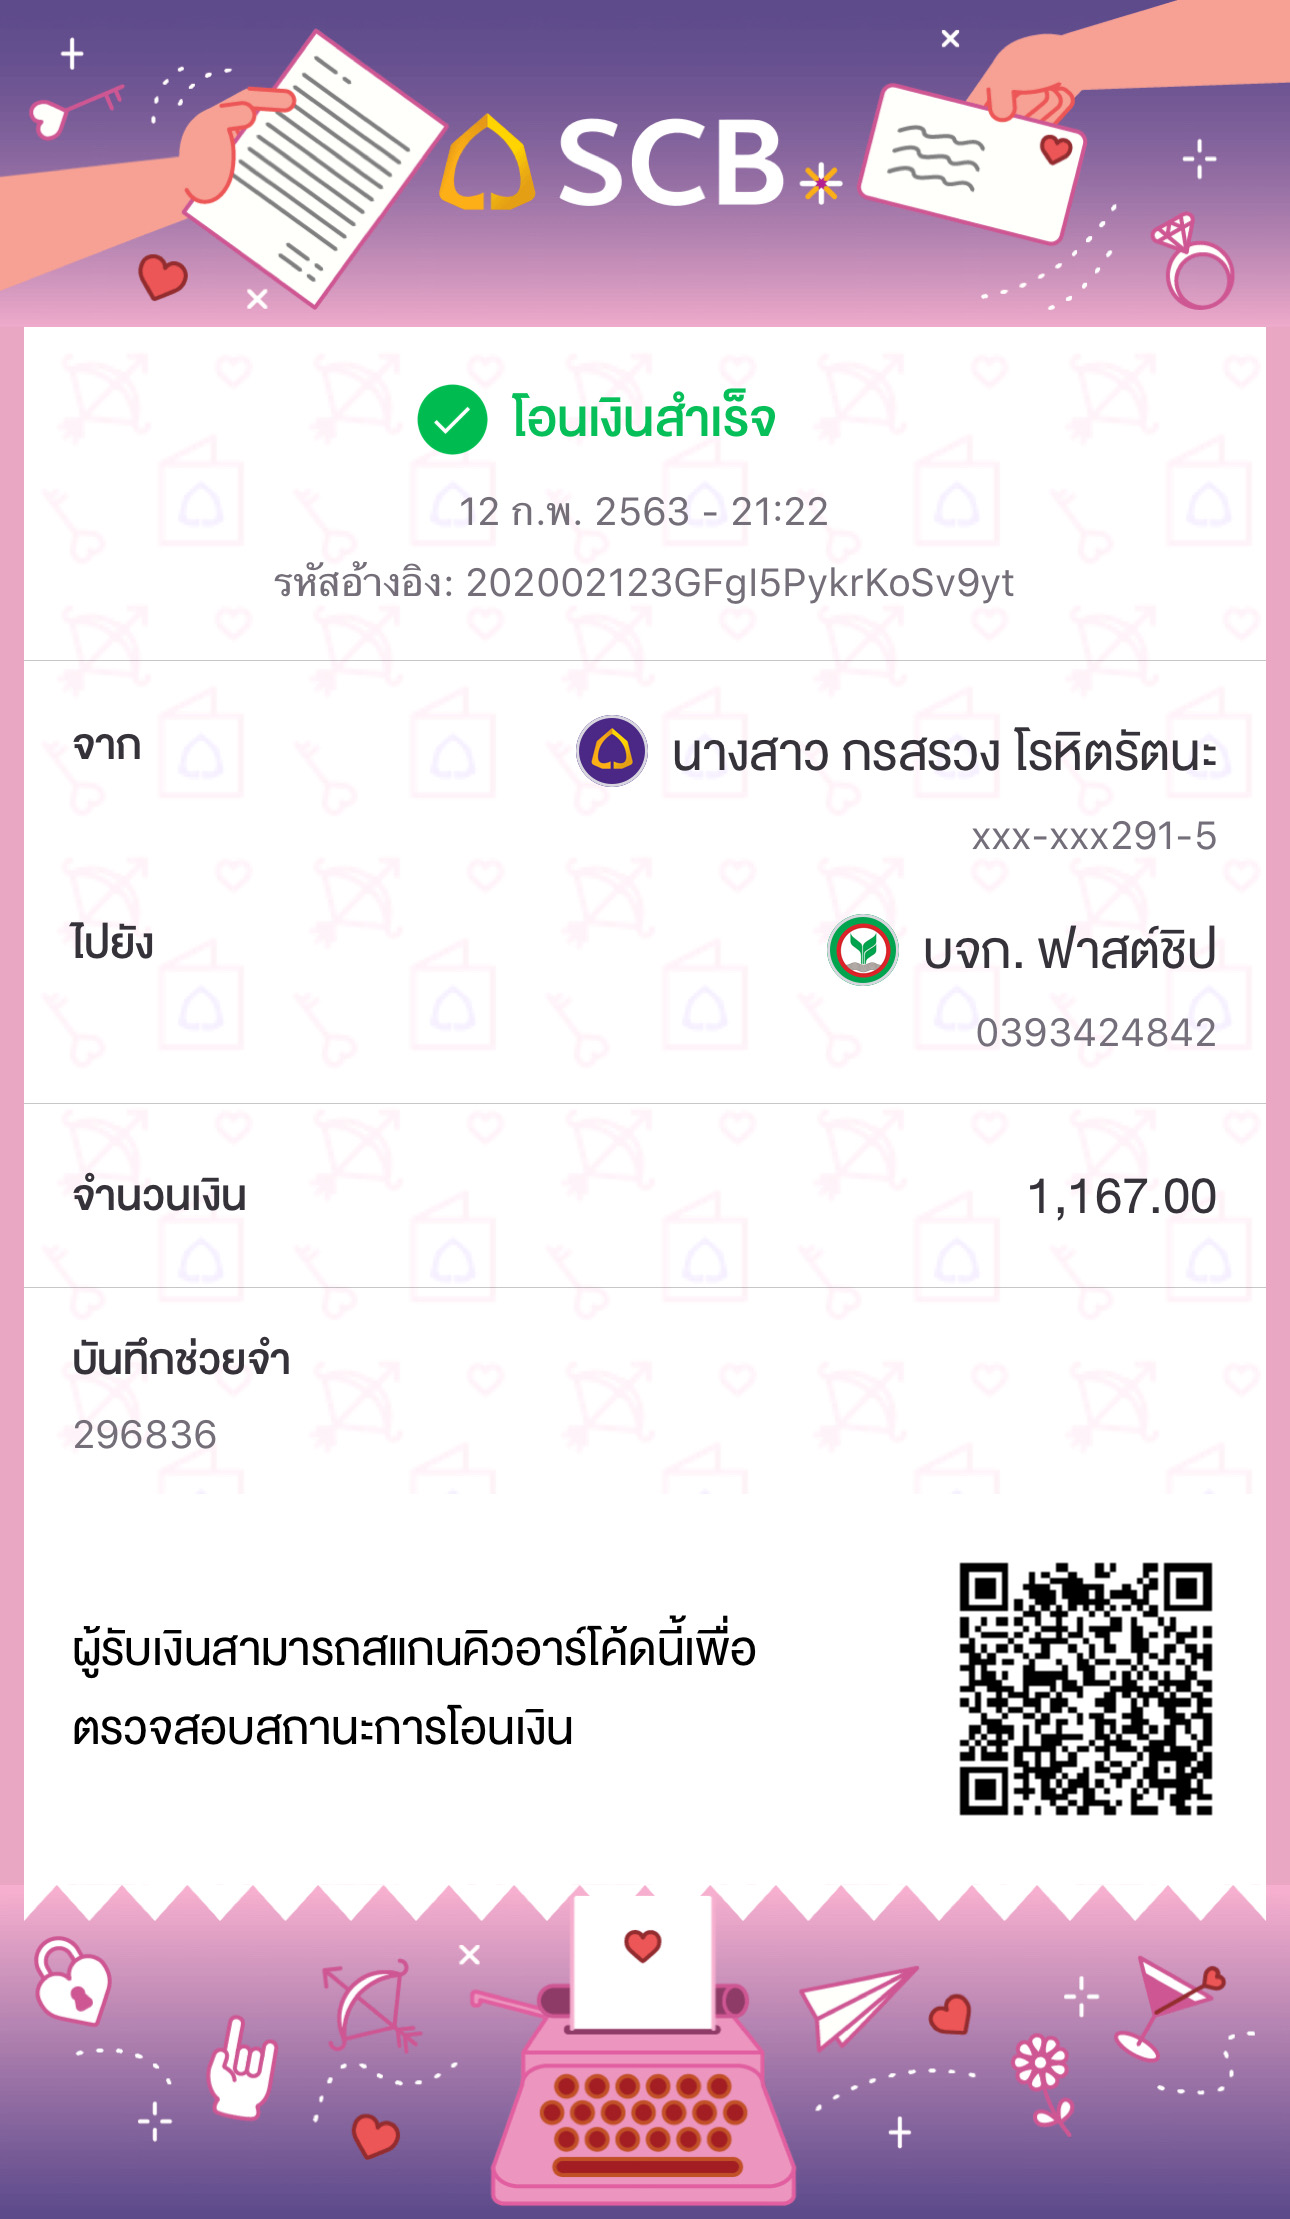 SCB
โอนเงินสำเร็จ
12 ก.พ. 2563 - 21:22
รหัสอ้างอิง: 202002123GFgI5PykrKoSv9yt
จาก
นางสาว กรสรวง โรหิตรัตนะ
xxx-xxx291-5
ไปยัง
บจก. ฟาสต์ชิป
0393424842
จำนวนเงิน
1,167.00
บันทึกช่วยจำ
296836
ผู้รับเงินสามารถสแกนคิวอาร์โค้ดนี้เพื่อ
ตรวจสอบสถานะการโอนเงิน